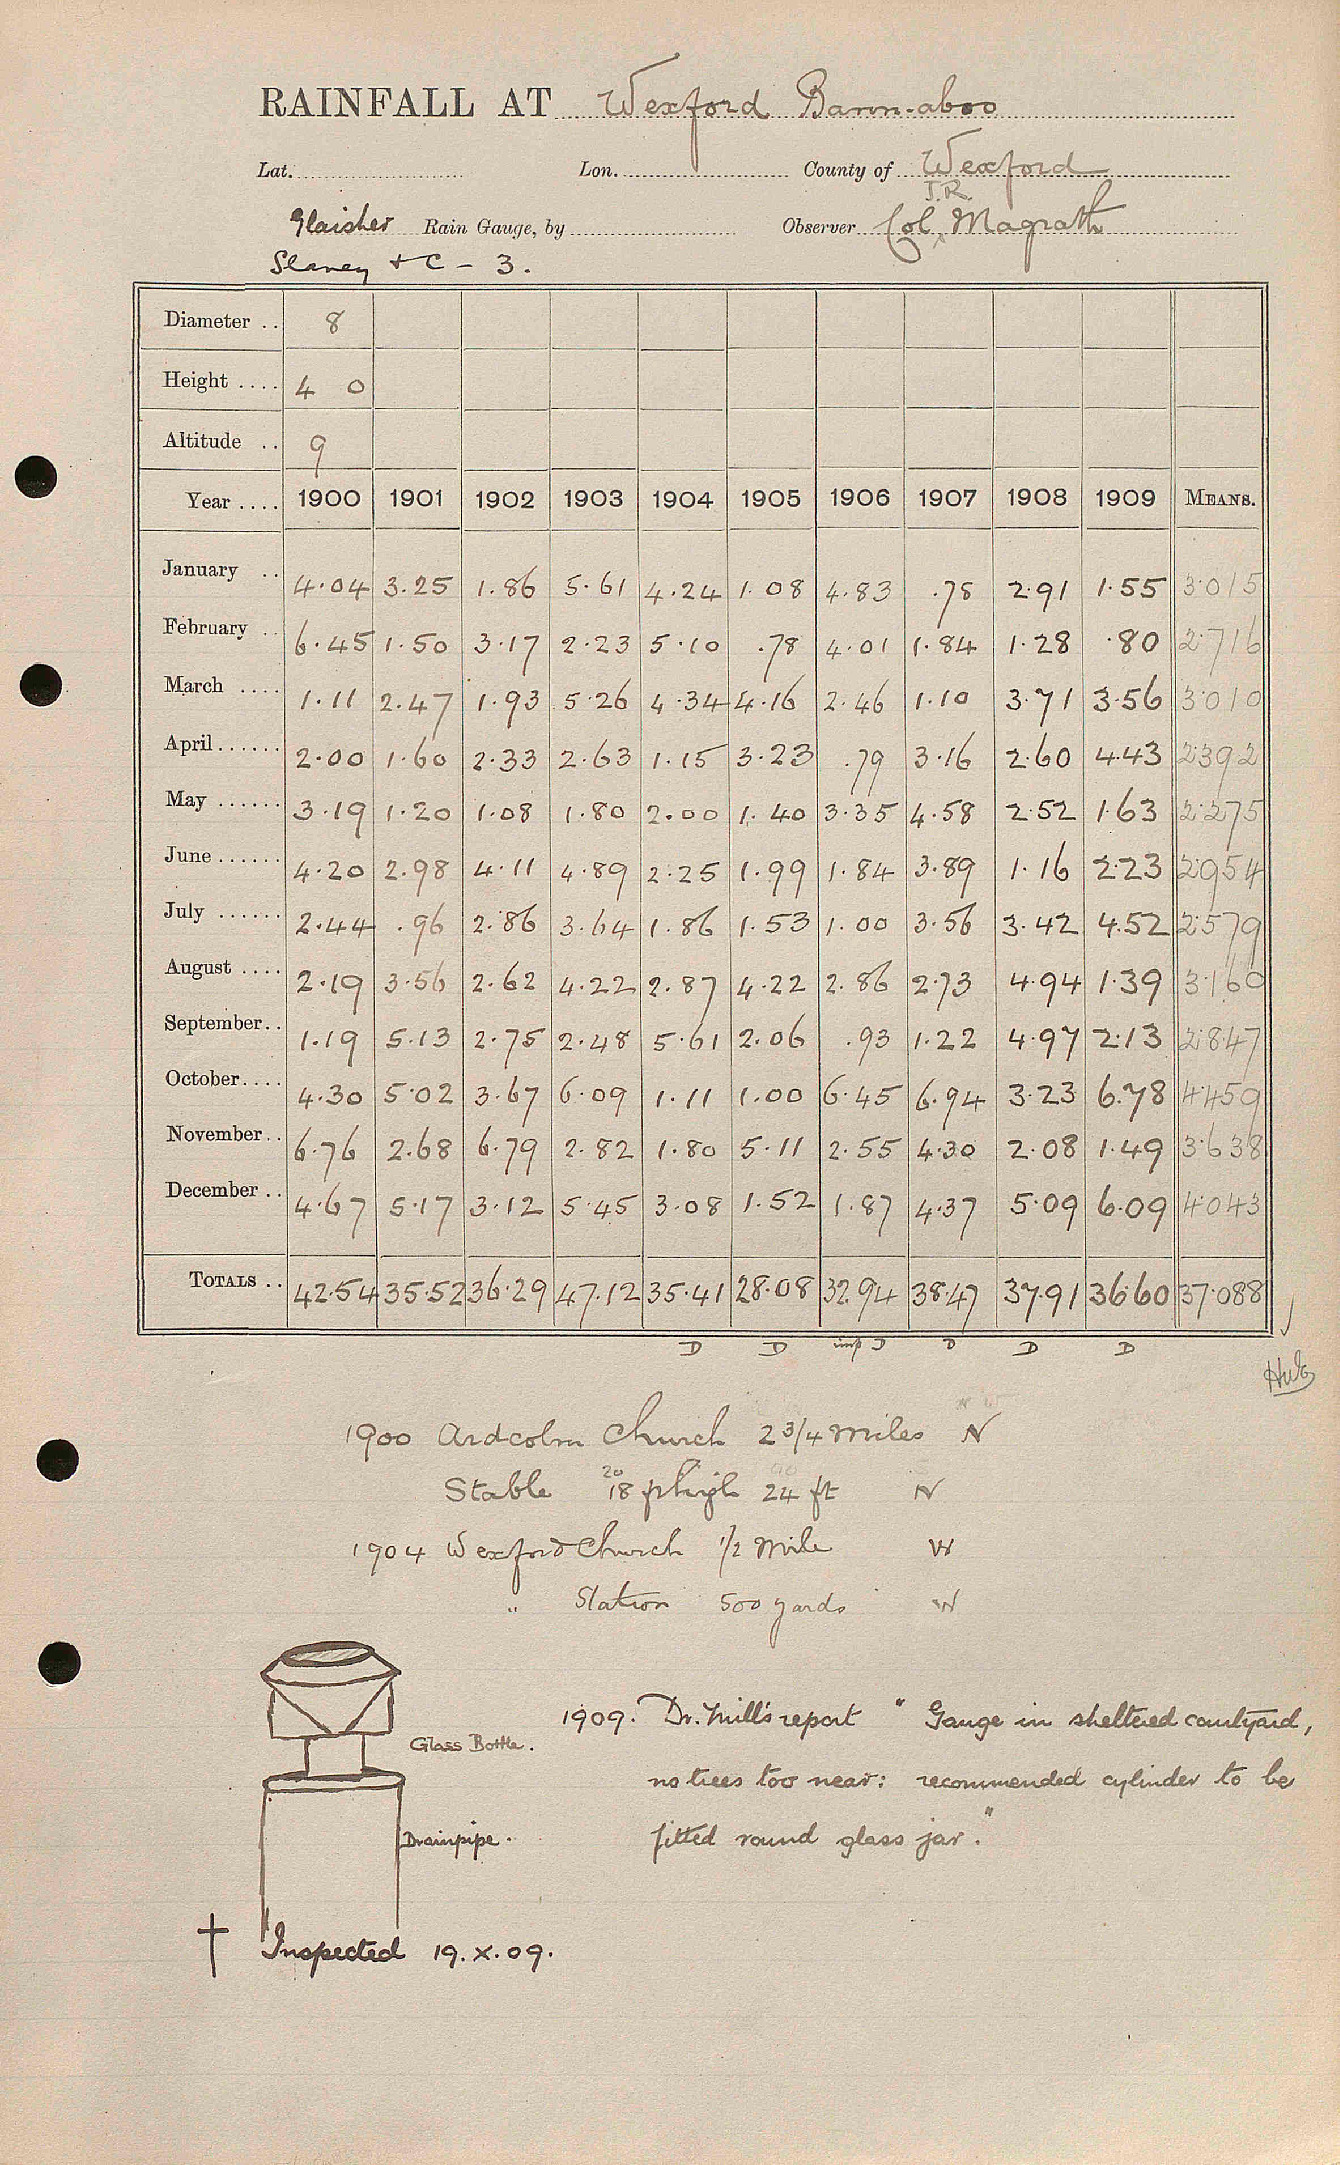 RAINFALL AT Wexford Bann-aboo
Lat. Lon. County of Wexford
J.R.
Glaisher Rain Gauge, by Observer Col. Magrath
Slaney + C - 3.
Diameter .. 8
Height .... 4 0
Altitude .. 9
Year .... 1900 1901 1902 1903 1904 1905 1906 1907 1908 1909 MEANS.
January .. 4.04 3.25 1.86 5.61 4.24 1.08 4.83 .78 2.91 1.55 3.015
February .. 6.45 1.50 3.17 2.23 5.10 .78 4.01 1.84 1.28 .80 2.716
March .... 1.11 2.47 1.93 5.26 4.34 4.16 2.46 1.10 3.71 3.56 3.010
April ...... 2.00 1.60 2.33 2.63 1.15 3.23 .79 3.16 2.60 4.43 2.392
May ...... 3.19 1.20 1.08 1.80 2.00 1.40 3.35 4.58 2.52 1.63 2.275
June ...... 4.20 2.98 4.11 4.89 2.25 1.99 1.84 3.89 1.16 2.23 2.954
July ...... 2.44 .96 2.86 3.64 1.86 1.53 1.00 3.56 3.42 4.52 2.579
August .... 2.19 3.56 2.62 4.22 2.87 4.22 2.86 2.73 4.94 1.39 3.160
September .. 1.19 5.13 2.75 2.48 5.61 2.06 .93 1.22 4.97 2.13 2.847
October .... 4.30 5.02 3.67 6.09 1.11 1.00 6.45 6.94 3.23 6.78 4.459
November .. 6.76 2.68 6.79 2.82 1.80 5.11 2.55 4.30 2.08 1.49 3.638
December .. 4.67 5.17 3.12 5.45 3.08 1.52 1.87 4.37 5.09 6.09 4.043
TOTALS .. 42.54 35.52 36.29 47.12 35.41 28.08 32.94 38.47 37.91 36.60 37.088
D D imp D D D D
1900 Ardcolm Church 2 3/4 miles N
20
Stable 18 ft high 24 ft N
1904 Wexford Church 1/2 Mile W
" Station 500 yards W
1909. Dr. Mill's report "Gauge in sheltered courtyard,
Glass Bottle.
no trees too near: recommended cylinder to be
Drainpipe.
fitted round glass jar."
† Inspected 19.X.09.